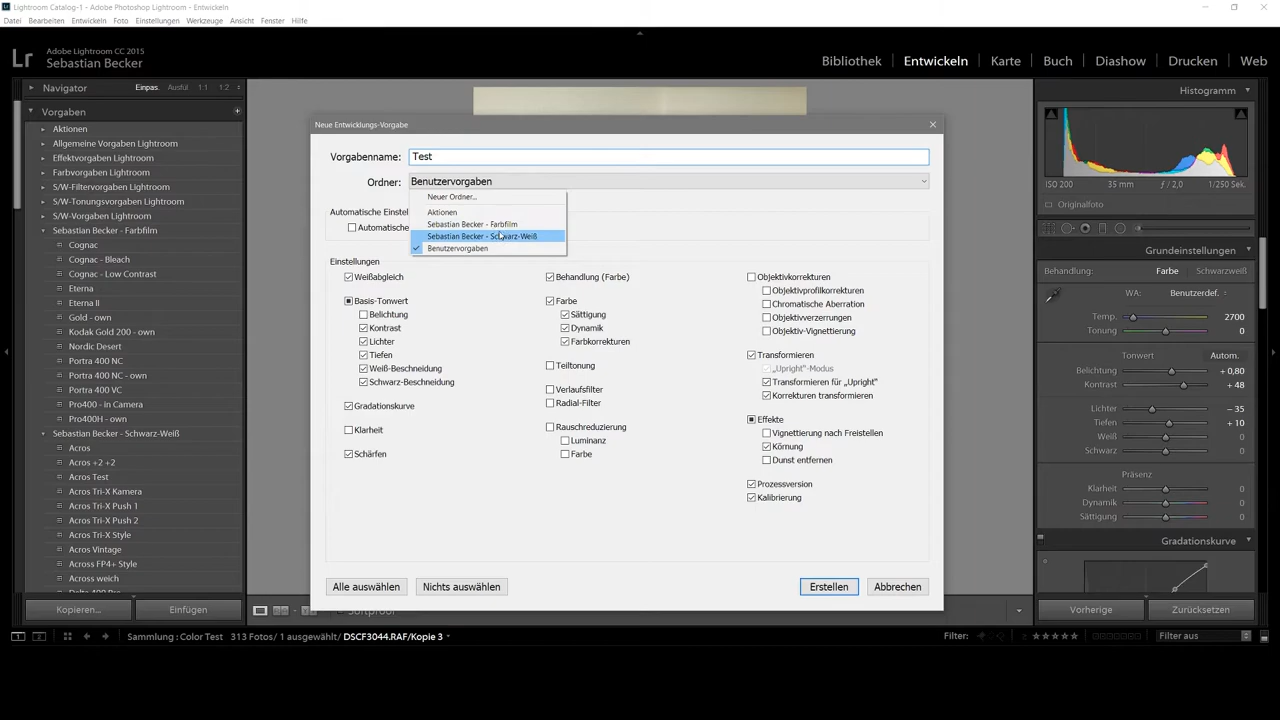 Lightroom Catalog-1 - Adobe Photoshop Lightroom - Entwickeln
Datei Bearbeiten Entwickeln Foto Einstellungen Werkzeuge Ansicht Fenster Hilfe
Lr
Adobe Lightroom CC 2015
Sebastian Becker
Bibliothek Entwickeln Karte Buch Diashow Drucken Web
Navigator Einpas. Ausfül. 1:1 1:2
Vorgaben
Aktionen
Allgemeine Vorgaben Lightroom
Effektvorgaben Lightroom
Farbvorgaben Lightroom
S/W-Filtervorgaben Lightroom
S/W-Tonungsvorgaben Lightroom
S/W-Vorgaben Lightroom
Sebastian Becker - Farbfilm
Cognac
Cognac - Bleach
Cognac - Low Contrast
Eterna
Eterna II
Gold - own
Kodak Gold 200 - own
Nordic Desert
Portra 400 NC
Portra 400 NC - own
Portra 400 VC
Pro400 - in Camera
Pro400H - own
Sebastian Becker - Schwarz-Weiß
Acros
Acros +2 +2
Acros Test
Acros Tri-X Kamera
Acros Tri-X Push 1
Acros Tri-X Push 2
Acros Tri-X Style
Acros Vintage
Across FP4+ Style
Across weich
Kopieren... Einfügen
Neue Entwicklungs-Vorgabe
Vorgabenname: Test
Ordner: Benutzervorgaben
Neuer Ordner...
Aktionen
Sebastian Becker - Farbfilm
Sebastian Becker - Schwarz-Weiß
Benutzervorgaben
Automatische Einstel
Automatische
Einstellungen
Weißabgleich
Basis-Tonwert
Belichtung
Kontrast
Lichter
Tiefen
Weiß-Beschneidung
Schwarz-Beschneidung
Gradationskurve
Klarheit
Schärfen
Behandlung (Farbe)
Farbe
Sättigung
Dynamik
Farbkorrekturen
Teiltonung
Verlaufsfilter
Radial-Filter
Rauschreduzierung
Luminanz
Farbe
Objektivkorrekturen
Objektivprofilkorrekturen
Chromatische Aberration
Objektivverzerrungen
Objektiv-Vignettierung
Transformieren
„Upright"-Modus
Transformieren für „Upright"
Korrekturen transformieren
Effekte
Vignettierung nach Freistellen
Körnung
Dunst entfernen
Prozessversion
Kalibrierung
Alle auswählen Nichts auswählen Erstellen Abbrechen
Softproof
Histogramm
ISO 200 35 mm ƒ / 2,0 1/250 Sek.
Originalfoto
Grundeinstellungen
Behandlung: Farbe Schwarzweiß
WA: Benutzerdef.
Temp. 2700
Tonung 0
Tonwert Autom.
Belichtung + 0,80
Kontrast + 48
Lichter – 35
Tiefen + 10
Weiß 0
Schwarz 0
Präsenz
Klarheit 0
Dynamik 0
Sättigung 0
Gradationskurve
Vorherige Zurücksetzen
1 2 Sammlung : Color Test 313 Fotos/ 1 ausgewählt/ DSCF3044.RAF/Kopie 3 Filter: Filter aus